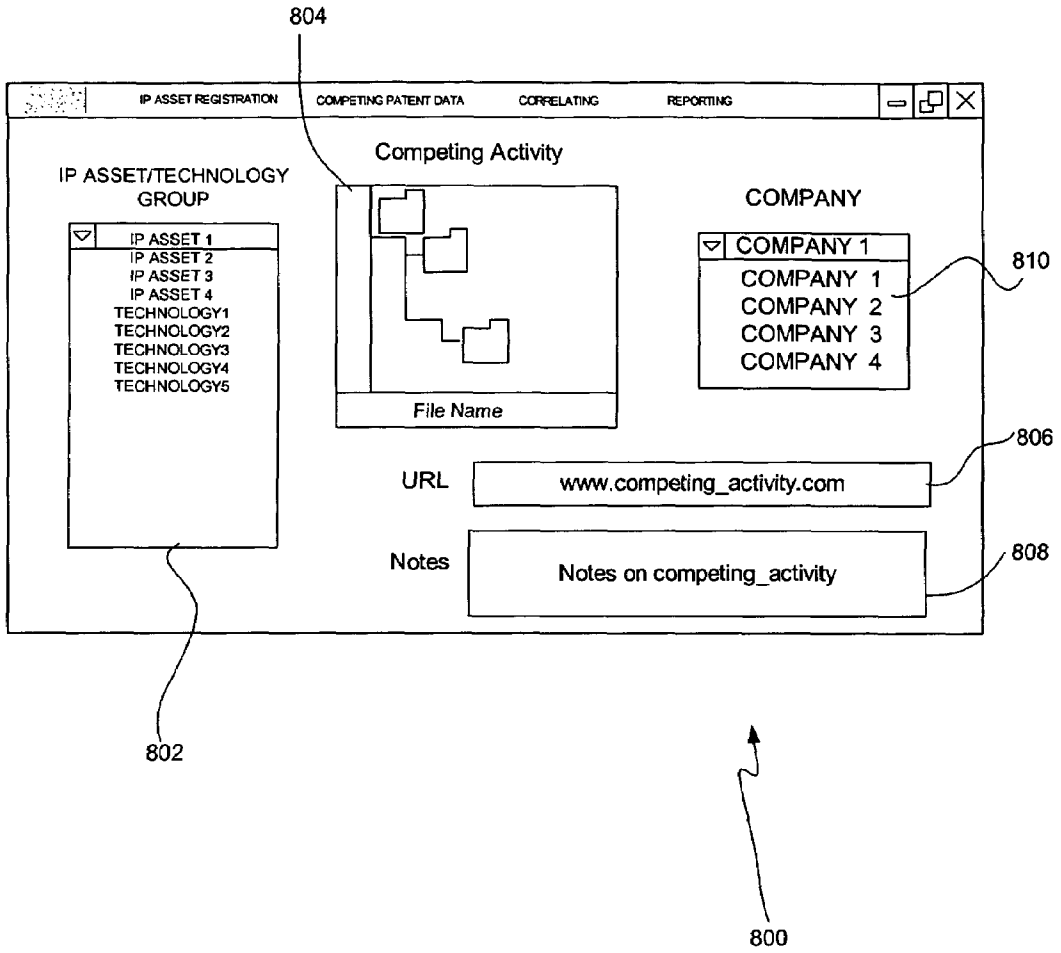 804
IP ASSET REGISTRATION COMPETING PATENT DATA CORRELATING REPORTING
Competing Activity
IP ASSET/TECHNOLOGY
GROUP
IP ASSET 1
IP ASSET 2
IP ASSET 3
IP ASSET 4
TECHNOLOGY1
TECHNOLOGY2
TECHNOLOGY3
TECHNOLOGY4
TECHNOLOGY5
File Name
COMPANY
COMPANY 1
COMPANY 1
COMPANY 2
COMPANY 3
COMPANY 4
810
URL www.competing_activity.com
806
Notes Notes on competing_activity
808
802
800